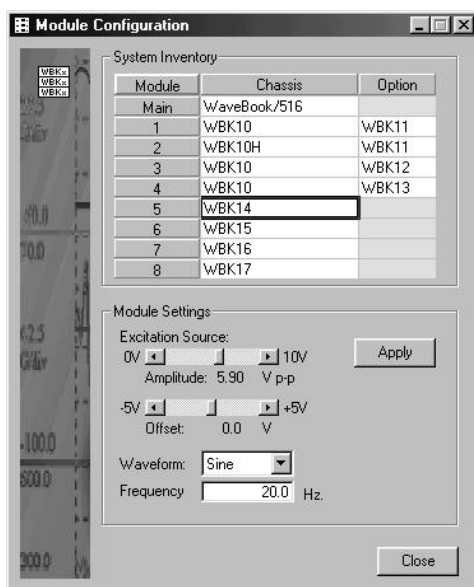 Module Configuration
WBKx
WBKx
WBKx
System Inventory
Module Chassis Option
Main WaveBook/516
1 WBK10 WBK11
2 WBK10H WBK11
3 WBK10 WBK12
4 WBK10 WBK13
5 WBK14
6 WBK15
7 WBK16
8 WBK17
Module Settings
Excitation Source:
0V 10V
Amplitude: 5.90 V p-p
Apply
-5V +5V
Offset: 0.0 V
Waveform: Sine
Frequency 20.0 Hz.
-100.0
Close